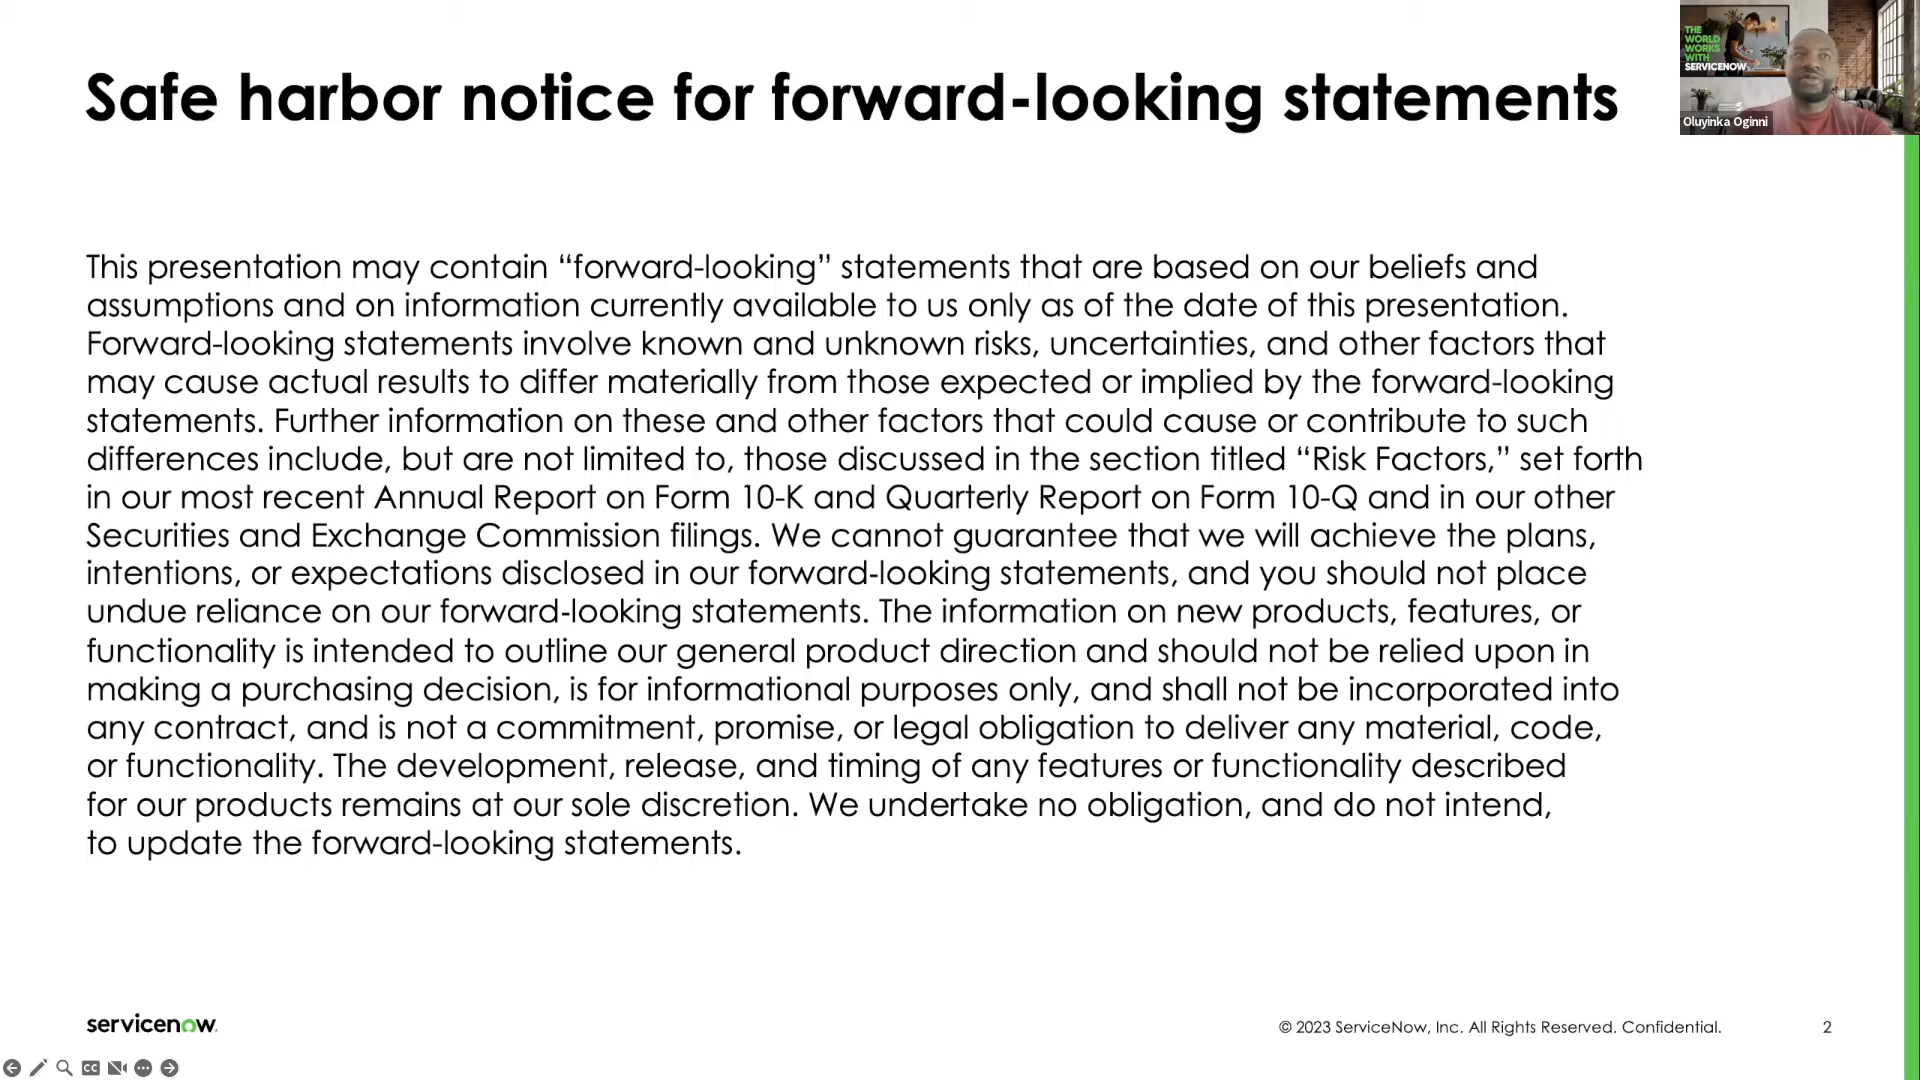 Safe harbor notice for forward-looking statements
THE
WORLD
WORKS
WITH
SERVICENOW
Oluyinka Oginni
This presentation may contain “forward-looking” statements that are based on our beliefs and
assumptions and on information currently available to us only as of the date of this presentation.
Forward-looking statements involve known and unknown risks, uncertainties, and other factors that
may cause actual results to differ materially from those expected or implied by the forward-looking
statements. Further information on these and other factors that could cause or contribute to such
differences include, but are not limited to, those discussed in the section titled “Risk Factors,” set forth
in our most recent Annual Report on Form 10-K and Quarterly Report on Form 10-Q and in our other
Securities and Exchange Commission filings. We cannot guarantee that we will achieve the plans,
intentions, or expectations disclosed in our forward-looking statements, and you should not place
undue reliance on our forward-looking statements. The information on new products, features, or
functionality is intended to outline our general product direction and should not be relied upon in
making a purchasing decision, is for informational purposes only, and shall not be incorporated into
any contract, and is not a commitment, promise, or legal obligation to deliver any material, code,
or functionality. The development, release, and timing of any features or functionality described
for our products remains at our sole discretion. We undertake no obligation, and do not intend,
to update the forward-looking statements.
servicenow
© 2023 ServiceNow, Inc. All Rights Reserved. Confidential.
2
CC